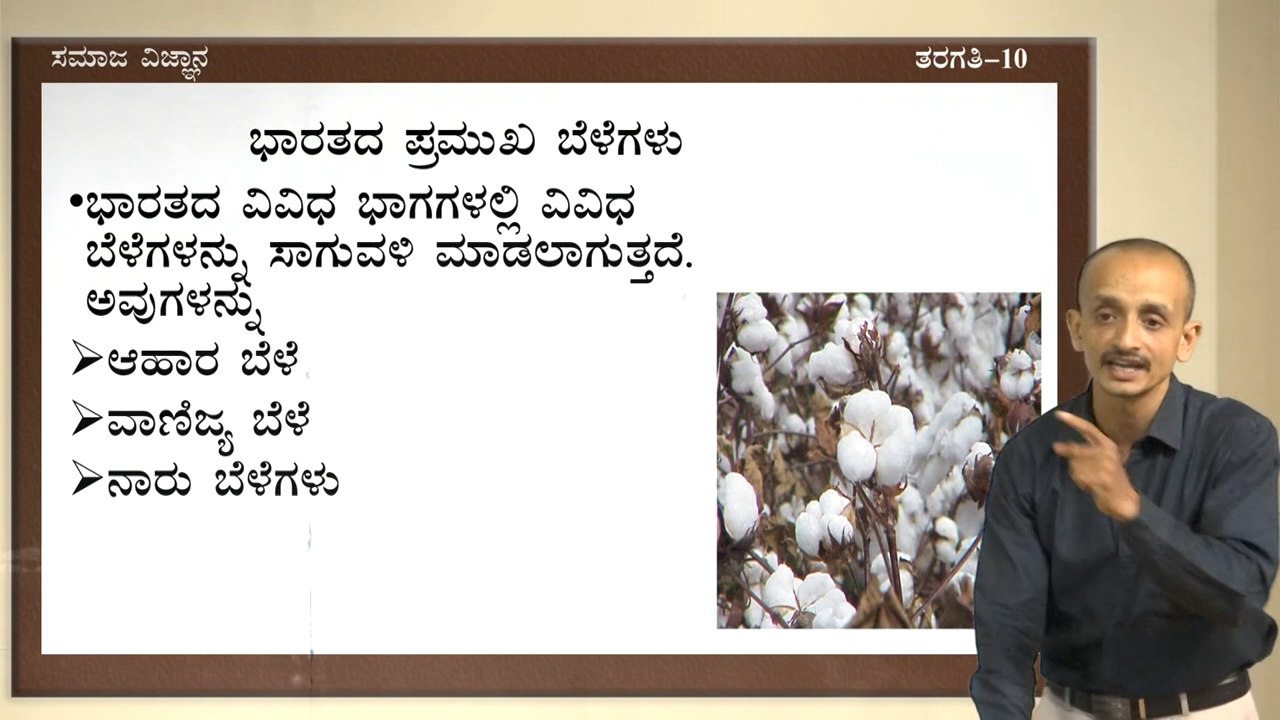 ಸಮಾಜ ವಿಜ್ಞಾನ
ತರಗತಿ-10
ಭಾರತದ ಪ್ರಮುಖ ಬೆಳೆಗಳು
•ಭಾರತದ ವಿವಿಧ ಭಾಗಗಳಲ್ಲಿ ವಿವಿಧ
ಬೆಳೆಗಳನ್ನು ಸಾಗುವಳಿ ಮಾಡಲಾಗುತ್ತದೆ.
ಅವುಗಳನ್ನು
➢ಆಹಾರ ಬೆಳೆ
➢ವಾಣಿಜ್ಯ ಬೆಳೆ
➢ನಾರು ಬೆಳೆಗಳು